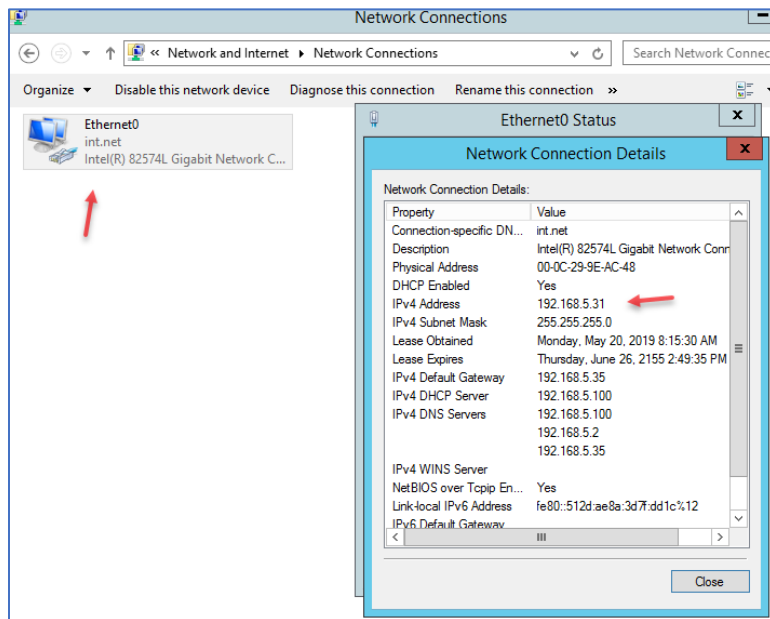 Network Connections
« Network and Internet Network Connections
Search Network Connec
Organize Disable this network device Diagnose this connection Rename this connection »
Ethernet0
int.net
Intel(R) 82574L Gigabit Network C...
Ethernet0 Status
X
Network Connection Details
X
Network Connection Details:
Property Value
Connection-specific DN... int.net
Description Intel(R) 82574L Gigabit Network Conn
Physical Address 00-0C-29-9E-AC-48
DHCP Enabled Yes
IPv4 Address 192.168.5.31
IPv4 Subnet Mask 255.255.255.0
Lease Obtained Monday, May 20, 2019 8:15:30 AM
Lease Expires Thursday, June 26, 2155 2:49:35 PM
IPv4 Default Gateway 192.168.5.35
IPv4 DHCP Server 192.168.5.100
IPv4 DNS Servers 192.168.5.100
192.168.5.2
192.168.5.35
IPv4 WINS Server
NetBIOS over Tcpip En... Yes
Link-local IPv6 Address fe80::512d:ae8a:3d7f:dd1c%12
IPv6 Default Gateway
Close